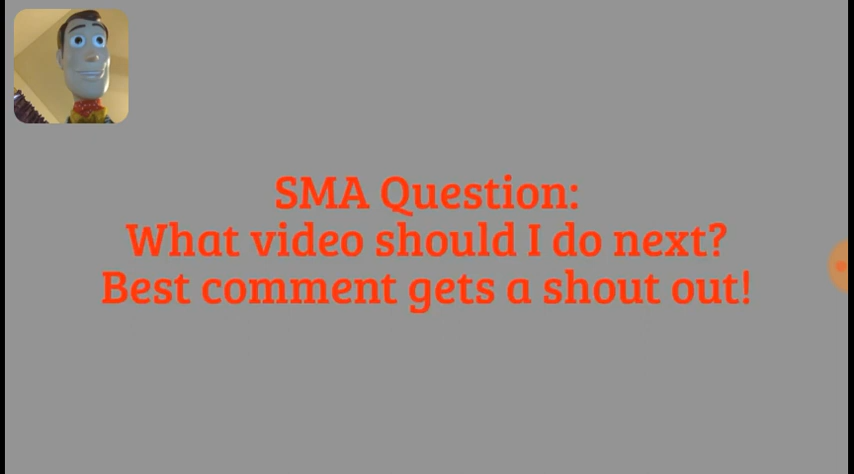 SMA Question:
What video should I do next?
Best comment gets a shout out!